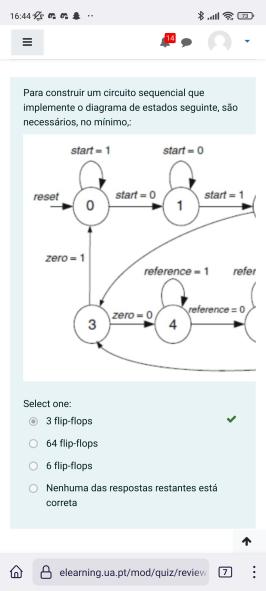 16:44
72
14
Para construir um circuito sequencial que
implemente o diagrama de estados seguinte, são
necessários, no mínimo,:
start = 1
start = 0
reset
0
start = 0
1
start = 1
zero = 1
reference = 1
refer
3
zero = 0
4
reference = 0
Select one:
3 flip-flops
64 flip-flops
6 flip-flops
Nenhuma das respostas restantes está
correta
elearning.ua.pt/mod/quiz/review
7